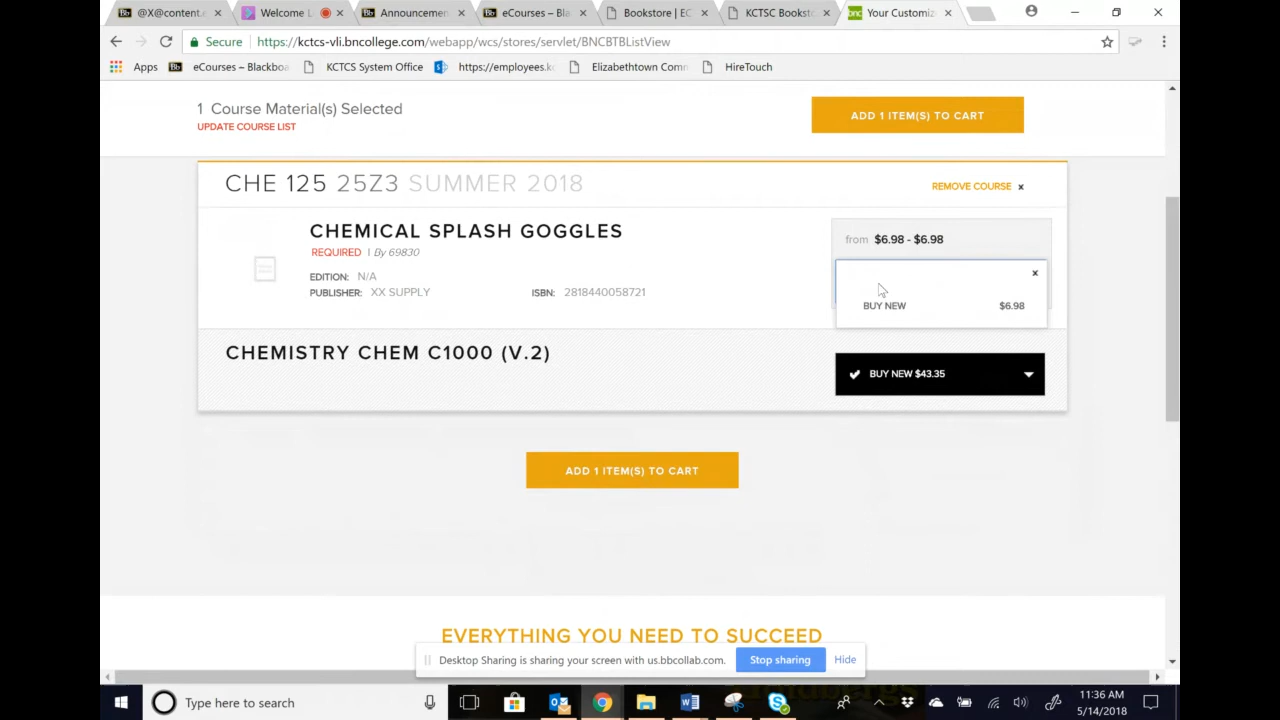 @X@content.e
Welcome L
Announcemen
eCourses – Bla
Bookstore | EC
KCTSC Bookst
Your Customiz
Secure https://kctcs-vli.bncollege.com/webapp/wcs/stores/servlet/BNCBTBListView
Apps eCourses – Blackboa KCTCS System Office https://employees.kc Elizabethtown Comm HireTouch
1 Course Material(s) Selected
UPDATE COURSE LIST
ADD 1 ITEM(S) TO CART
CHE 125 25Z3 SUMMER 2018
REMOVE COURSE x
CHEMICAL SPLASH GOGGLES
REQUIRED | By 69830
EDITION: N/A
PUBLISHER: XX SUPPLY ISBN: 2818440058721
from $6.98 - $6.98
x
BUY NEW $6.98
CHEMISTRY CHEM C1000 (V.2)
BUY NEW $43.35
ADD 1 ITEM(S) TO CART
EVERYTHING YOU NEED TO SUCCEED
Desktop Sharing is sharing your screen with us.bbcollab.com. Stop sharing Hide
Type here to search
11:36 AM
5/14/2018